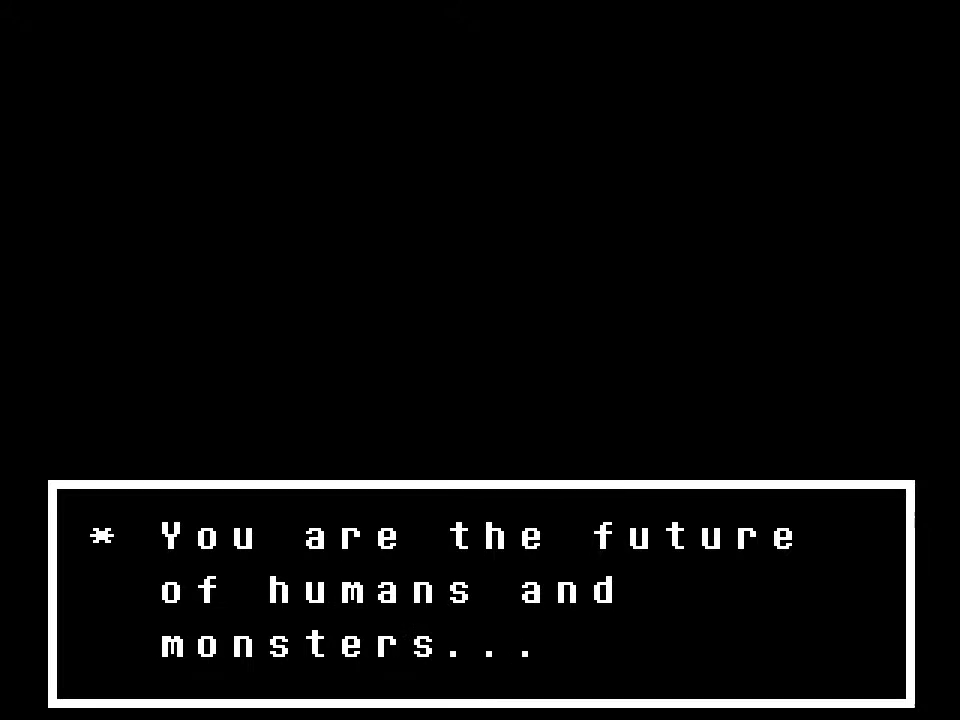 * You are the future
of humans and
monsters...